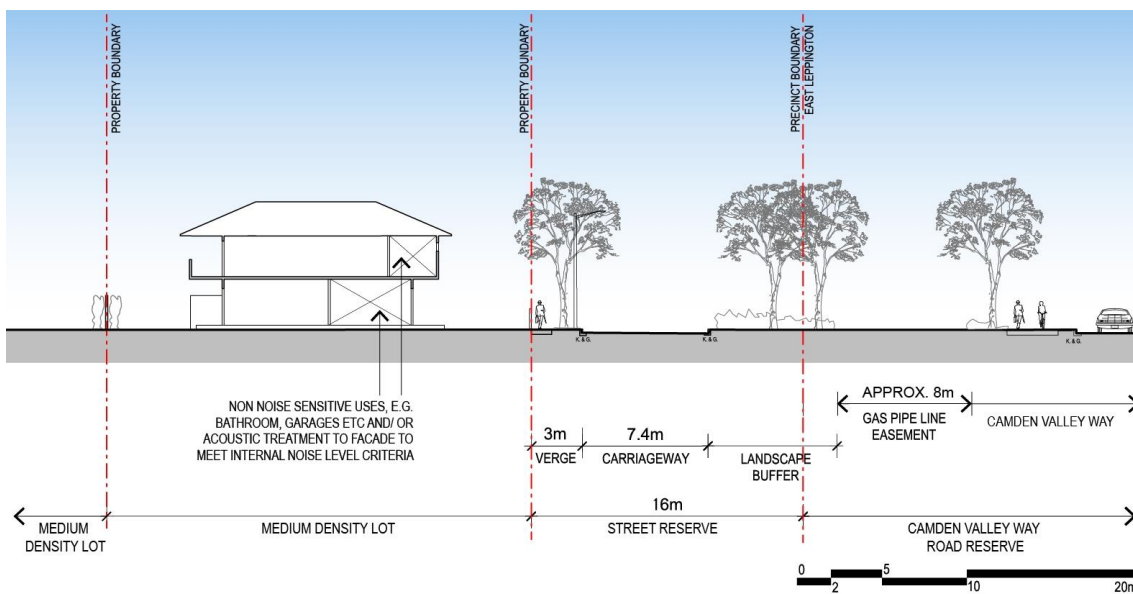 PROPERTY BOUNDARY
PROPERTY BOUNDARY
PRECINCT BOUNDARY
EAST LEPPINGTON
K. & G.
K. & G.
K. & G.
NON NOISE SENSITIVE USES, E.G.
BATHROOM, GARAGES ETC AND/ OR
ACOUSTIC TREATMENT TO FACADE TO
MEET INTERNAL NOISE LEVEL CRITERIA
3m
VERGE
7.4m
CARRIAGEWAY
LANDSCAPE
BUFFER
APPROX. 8m
GAS PIPE LINE
EASEMENT
CAMDEN VALLEY WAY
MEDIUM
DENSITY LOT
MEDIUM DENSITY LOT
16m
STREET RESERVE
CAMDEN VALLEY WAY
ROAD RESERVE
0
2
5
10
20m